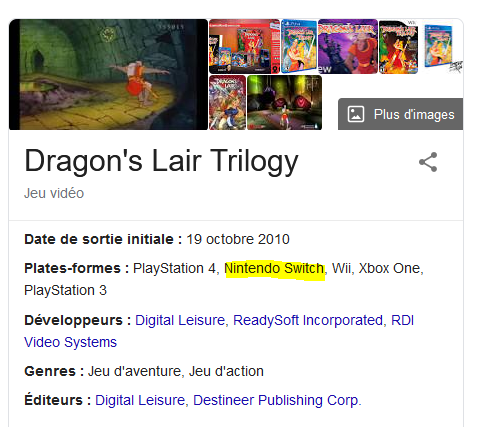 Plus d'images
Dragon's Lair Trilogy
Jeu vidéo
Date de sortie initiale : 19 octobre 2010
Plates-formes : PlayStation 4, Nintendo Switch, Wii, Xbox One,
PlayStation 3
Développeurs : Digital Leisure, ReadySoft Incorporated, RDI
Video Systems
Genres : Jeu d'aventure, Jeu d'action
Éditeurs : Digital Leisure, Destineer Publishing Corp.